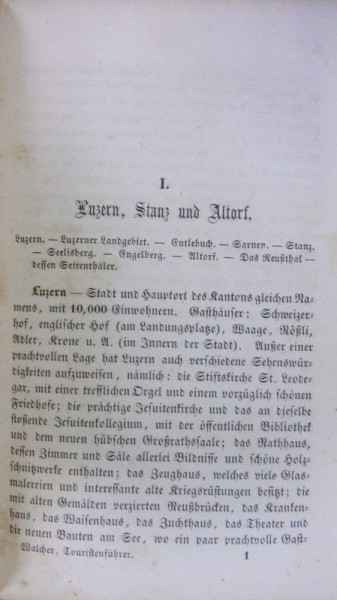 I.
Luzern, Stanz und Altorf.
Luzern. — Luzerner Landgebiet. — Entlebuch. — Sarnen. — Stanz.
— Seelisberg. — Engelberg. — Altorf. — Das Reußthal —
dessen Seitenthäler.
Luzern — Stadt und Hauptort des Kantons gleichen Na-
mens, mit 10,000 Einwohnern. Gasthäuser: Schweizer-
hof, englischer Hof (am Landungsplatze), Waage, Rößli,
Adler, Krone u. A. (im Innern der Stadt). Außer einer
prachtvollen Lage hat Luzern auch verschiedene Sehenswür-
digkeiten aufzuweisen, nämlich: die Stiftskirche St. Leode-
gar, mit einer trefflichen Orgel und einem vorzüglich schönen
Friedhofe; die prächtige Jesuitenkirche und das an dieselbe
stoßende Jesuitenkollegium, mit der öffentlichen Bibliothek
und dem neuen hübschen Großrathssaale; das Rathhaus,
dessen Zimmer und Säle allerlei Bildnisse und schöne Holz-
schnitzwerke enthalten; das Zeughaus, welches viele Glas-
malereien und interessante alte Kriegsrüstungen besitzt; die
mit alten Gemälden verzierten Reußbrücken, das Kranken-
haus, das Waisenhaus, das Zuchthaus, das Theater und
die neuen Bauten am See, wo ein paar prachtvolle Gast-
Walcher, Touristenführer. 1